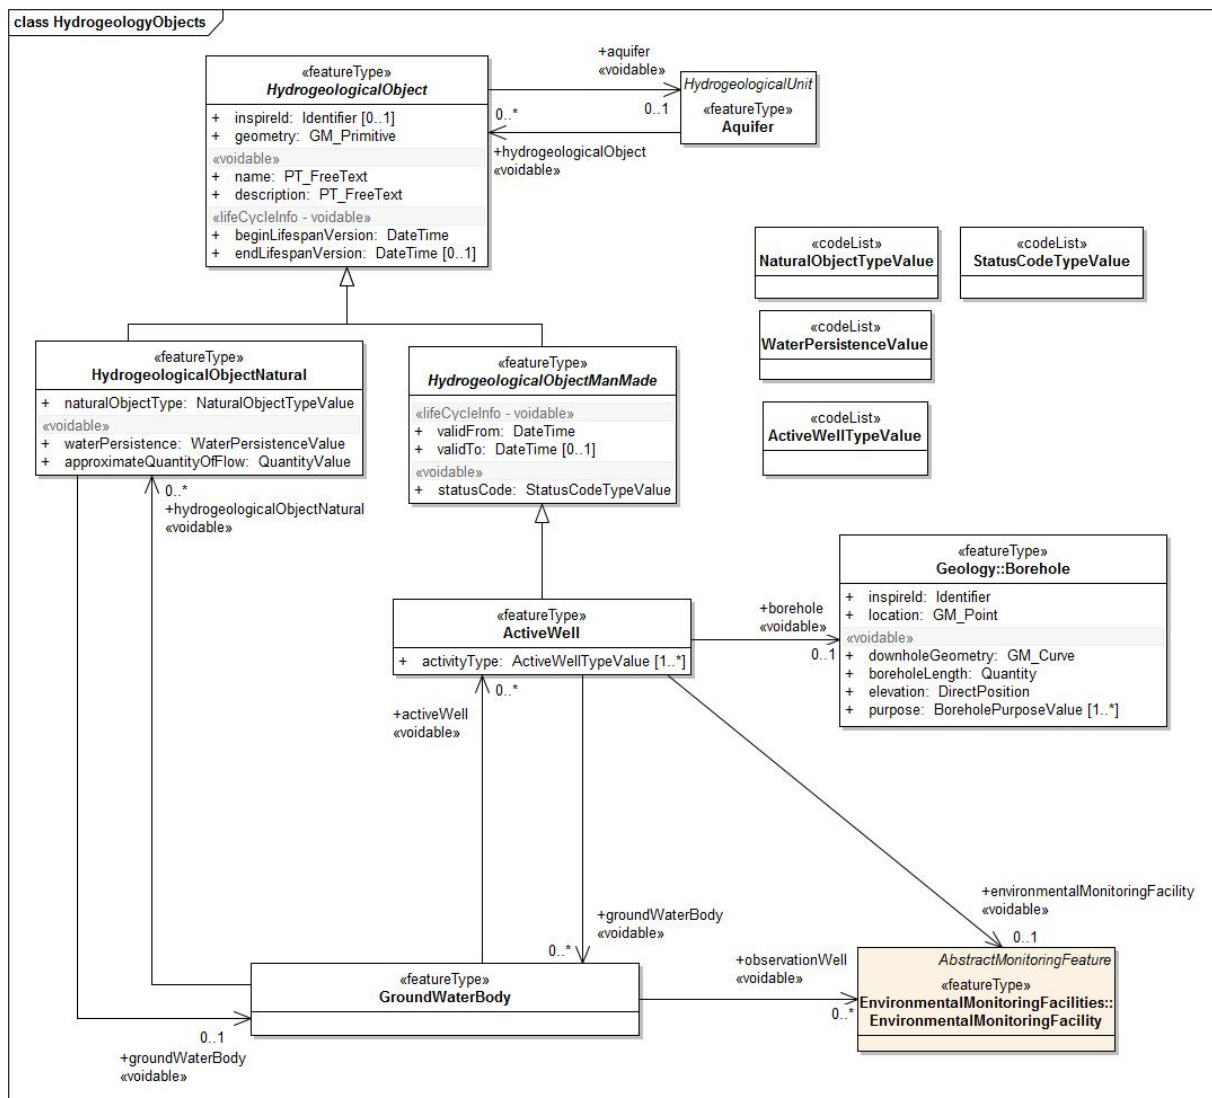 class HydrogeologyObjects
«featureType»
HydrogeologicalObject
+ inspireId: Identifier [0..1]
+ geometry: GM_Primitive
«voidable»
+ name: PT_FreeText
+ description: PT_FreeText
«lifeCycleInfo - voidable»
+ beginLifespanVersion: DateTime
+ endLifespanVersion: DateTime [0..1]
+aquifer
«voidable»
0..1
0..*
+hydrogeologicalObject
«voidable»
HydrogeologicalUnit
«featureType»
Aquifer
«codeList»
NaturalObjectTypeValue
«codeList»
StatusCodeTypeValue
«codeList»
WaterPersistenceValue
«codeList»
ActiveWellTypeValue
«featureType»
HydrogeologicalObjectNatural
+ naturalObjectType: NaturalObjectTypeValue
«voidable»
+ waterPersistence: WaterPersistenceValue
+ approximateQuantityOfFlow: QuantityValue
0..*
+hydrogeologicalObjectNatural
«voidable»
«featureType»
HydrogeologicalObjectManMade
«lifeCycleInfo - voidable»
+ validFrom: DateTime
+ validTo: DateTime [0..1]
«voidable»
+ statusCode: StatusCodeTypeValue
«featureType»
ActiveWell
+ activityType: ActiveWellTypeValue [1..*]
+borehole
«voidable»
0..1
«featureType»
Geology::Borehole
+ inspireId: Identifier
+ location: GM_Point
«voidable»
+ downholeGeometry: GM_Curve
+ boreholeLength: Quantity
+ elevation: DirectPosition
+ purpose: BoreholePurposeValue [1..*]
0..*
+activeWell
«voidable»
+groundWaterBody
«voidable»
0..*
+environmentalMonitoringFacility
«voidable»
0..1
«featureType»
GroundWaterBody
+observationWell
«voidable»
0..*
AbstractMonitoringFeature
«featureType»
EnvironmentalMonitoringFacilities::
EnvironmentalMonitoringFacility
0..1
+groundWaterBody
«voidable»